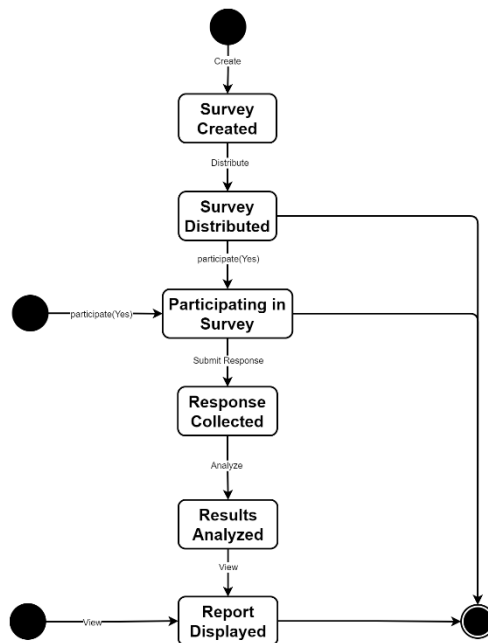 Create
Survey
Created
Distribute
Survey
Distributed
participate(Yes)
participate(Yes)
Participating in
Survey
Submit Response
Response
Collected
Analyze
Results
Analyzed
View
View
Report
Displayed